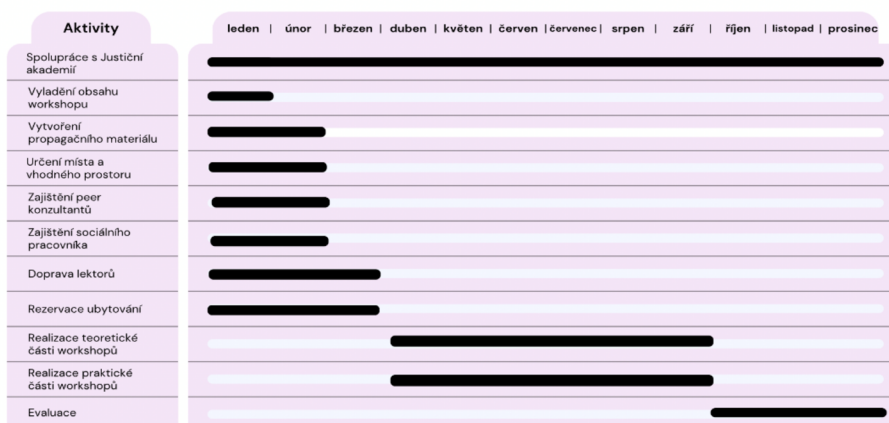 Aktivity
leden | únor | březen | duben | květen | červen | červenec | srpen | září | říjen | listopad | prosinec
Spolupráce s Justiční
akademií
Vyladění obsahu
workshopu
Vytvoření
propagačního materiálu
Určení místa a
vhodného prostoru
Zajištění peer
konzultantů
Zajištění sociálního
pracovníka
Doprava lektorů
Rezervace ubytování
Realizace teoretické
části workshopů
Realizace praktické
části workshopů
Evaluace